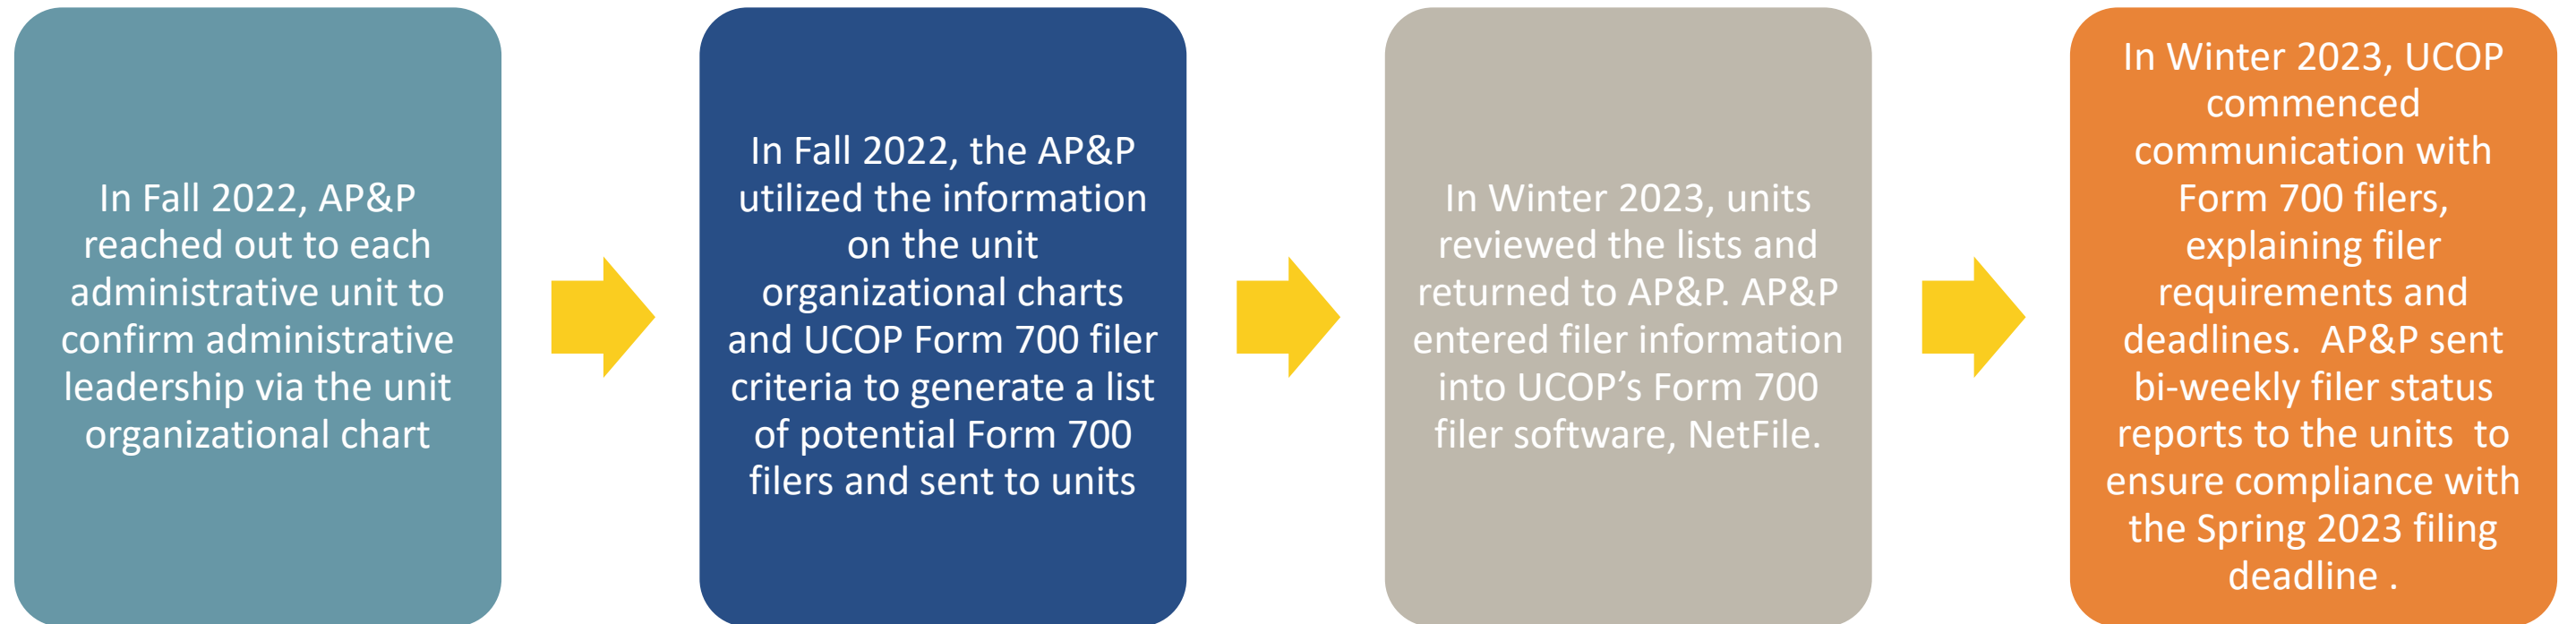 In Fall 2022, AP&P
reached out to each
administrative unit to
confirm administrative
leadership via the unit
organizational chart
In Fall 2022, the AP&P
utilized the information
on the unit
organizational charts
and UCOP Form 700 filer
criteria to generate a list
of potential Form 700
filers and sent to units
In Winter 2023, units
reviewed the lists and
returned to AP&P. AP&P
entered filer information
into UCOP’s Form 700
filer software, NetFile.
In Winter 2023, UCOP
commenced
communication with
Form 700 filers,
explaining filer
requirements and
deadlines.  AP&P sent
bi-weekly filer status
reports to the units  to
ensure compliance with
the Spring 2023 filing
deadline .